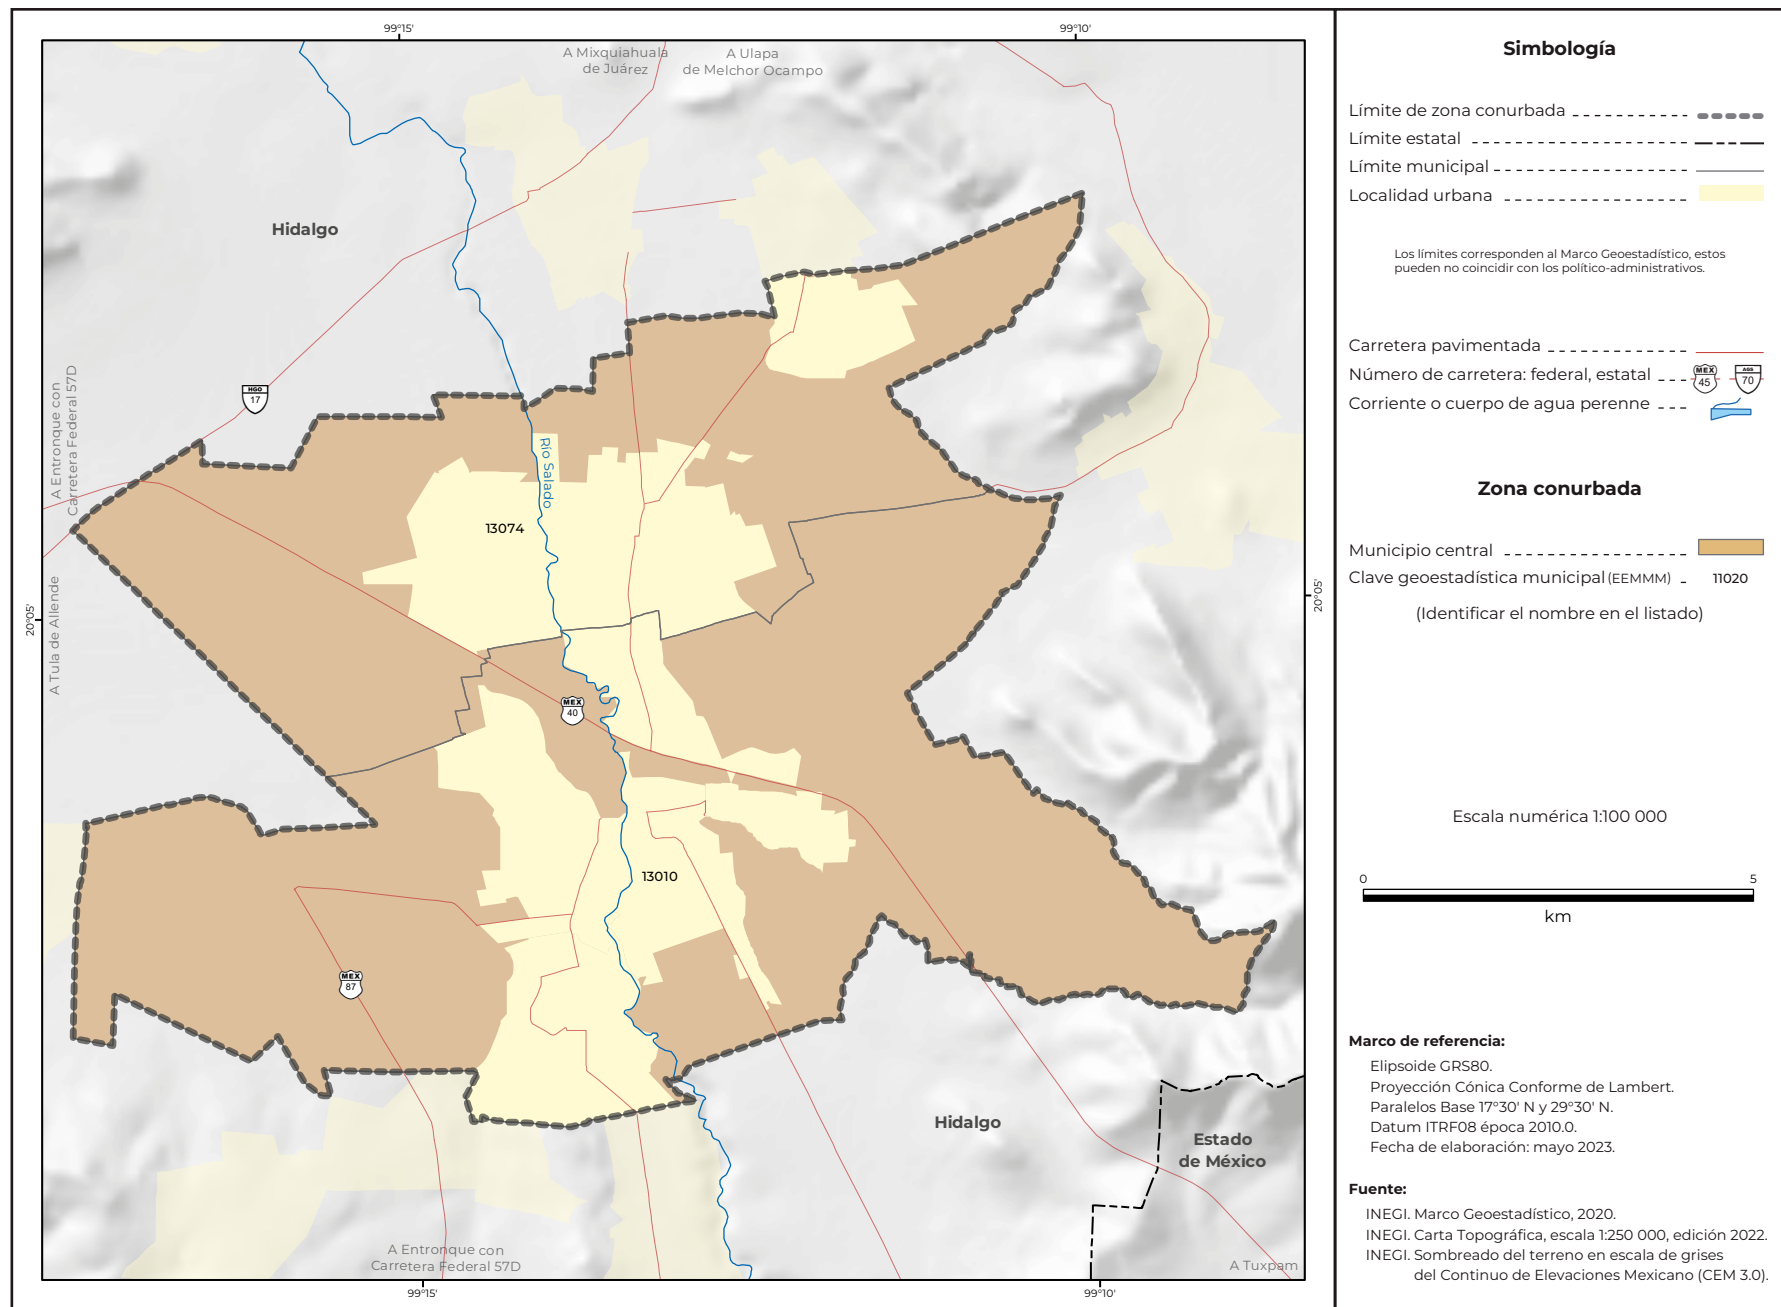 99°15'
99°10'
A Mixquiahuala
de Juárez
A Ulapa
de Melchor Ocampo
Hidalgo
HGO
17
A Entronque con
Carretera Federal 57D
Río Salado
13074
A Tula de Allende
20°05'
20°05'
MEX
40
13010
MEX
87
Hidalgo
Estado
de México
A Entronque con
Carretera Federal 57D
A Tuxpam
99°15'
99°10'
Simbología
Límite de zona conurbada
Límite estatal
Límite municipal
Localidad urbana
Los límites corresponden al Marco Geoestadístico, estos
pueden no coincidir con los político-administrativos.
Carretera pavimentada
Número de carretera: federal, estatal
MEX
45
AGS
70
Corriente o cuerpo de agua perenne
Zona conurbada
Municipio central
Clave geoestadística municipal (EEMMM) 11020
(Identificar el nombre en el listado)
Escala numérica 1:100 000
0 5
km
Marco de referencia:
Elipsoide GRS80.
Proyección Cónica Conforme de Lambert.
Paralelos Base 17°30' N y 29°30' N.
Datum ITRF08 época 2010.0.
Fecha de elaboración: mayo 2023.
Fuente:
INEGI. Marco Geoestadístico, 2020.
INEGI. Carta Topográfica, escala 1:250 000, edición 2022.
INEGI. Sombreado del terreno en escala de grises
del Continuo de Elevaciones Mexicano (CEM 3.0).